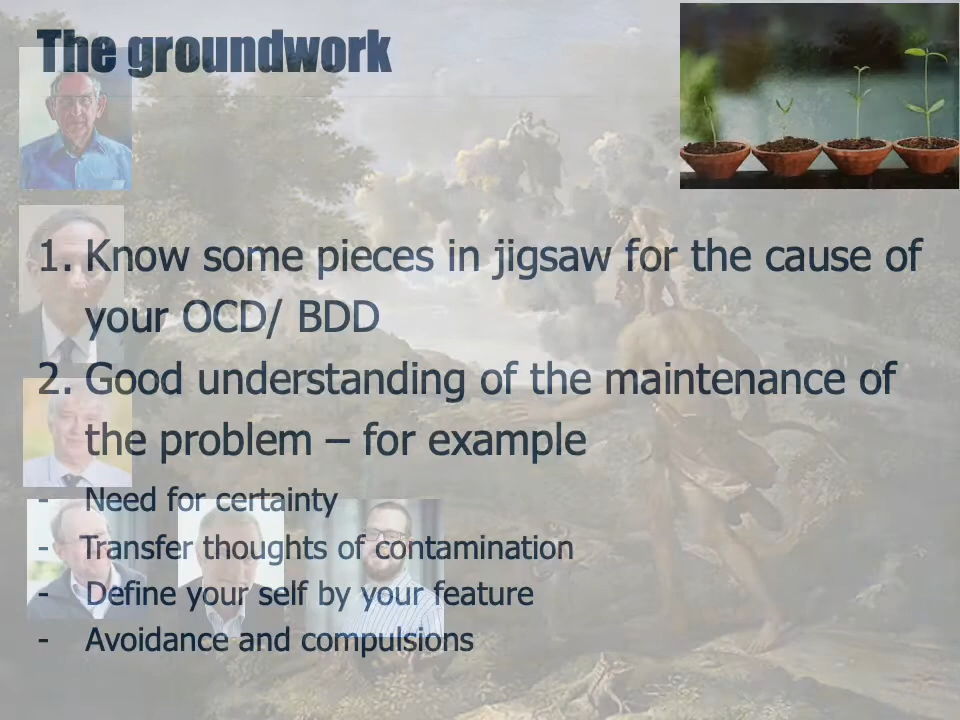 The groundwork
1. Know some pieces in jigsaw for the cause of
your OCD/ BDD
2. Good understanding of the maintenance of
the problem – for example
- Need for certainty
- Transfer thoughts of contamination
- Define your self by your feature
- Avoidance and compulsions